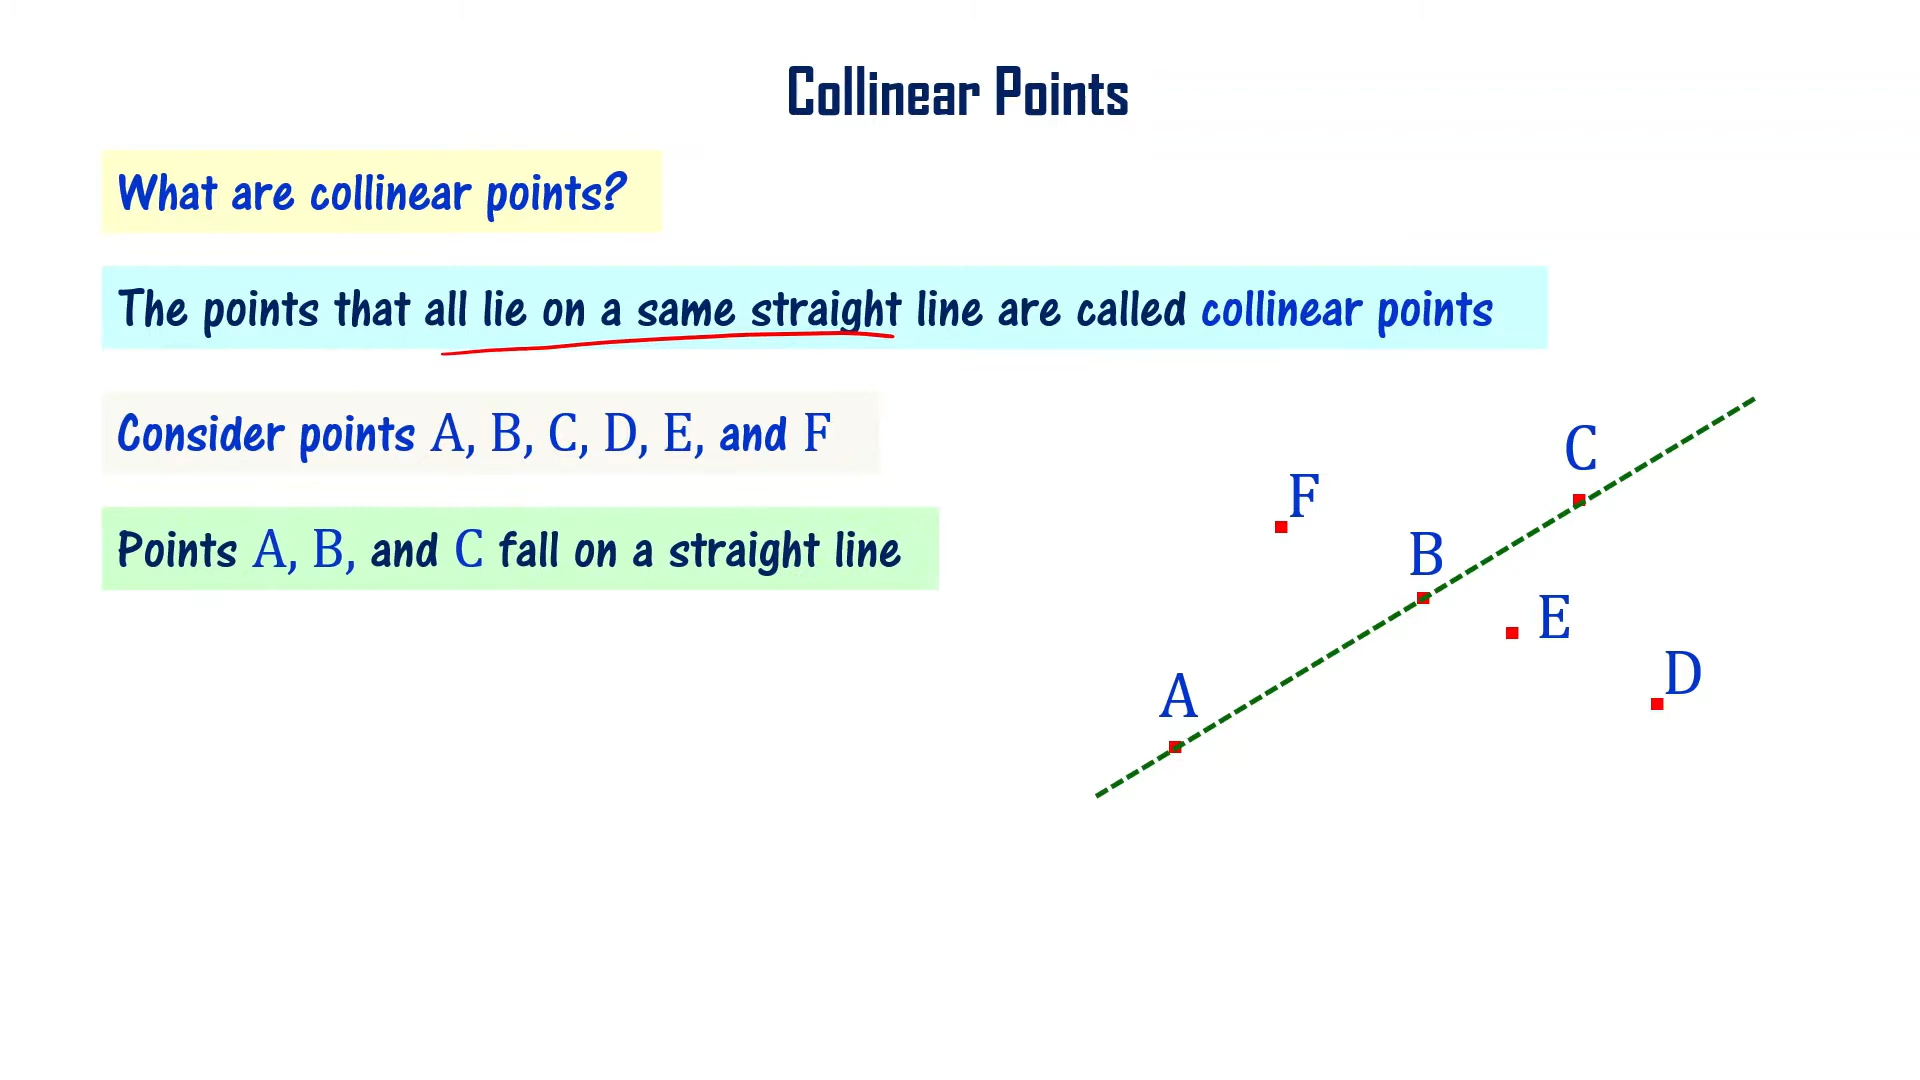 Collinear Points
What are collinear points?
The points that all lie on a same straight line are called collinear points
Consider points A, B, C, D, E, and F
Points A, B, and C fall on a straight line
C
F
B
E
D
A